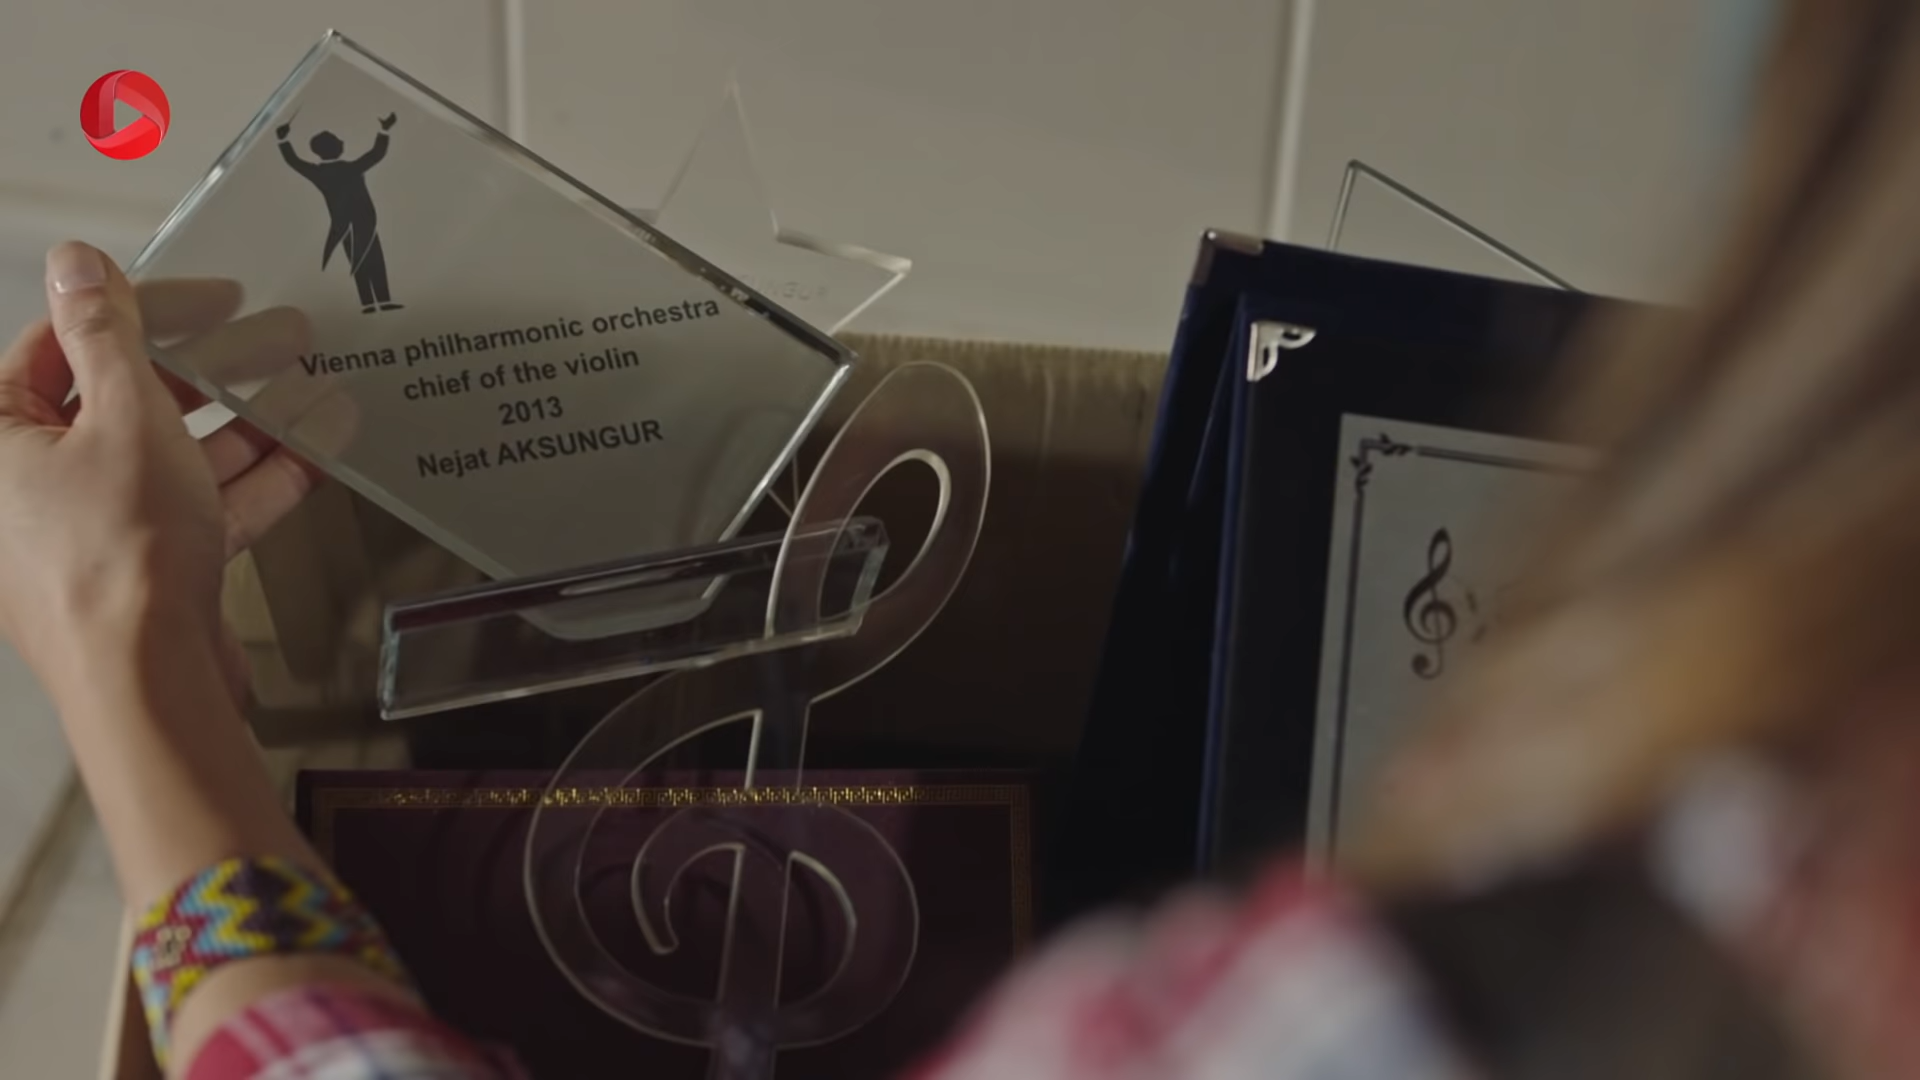 Vienna philharmonic orchestra
chief of the violin
2013
Nejat AKSUNGUR